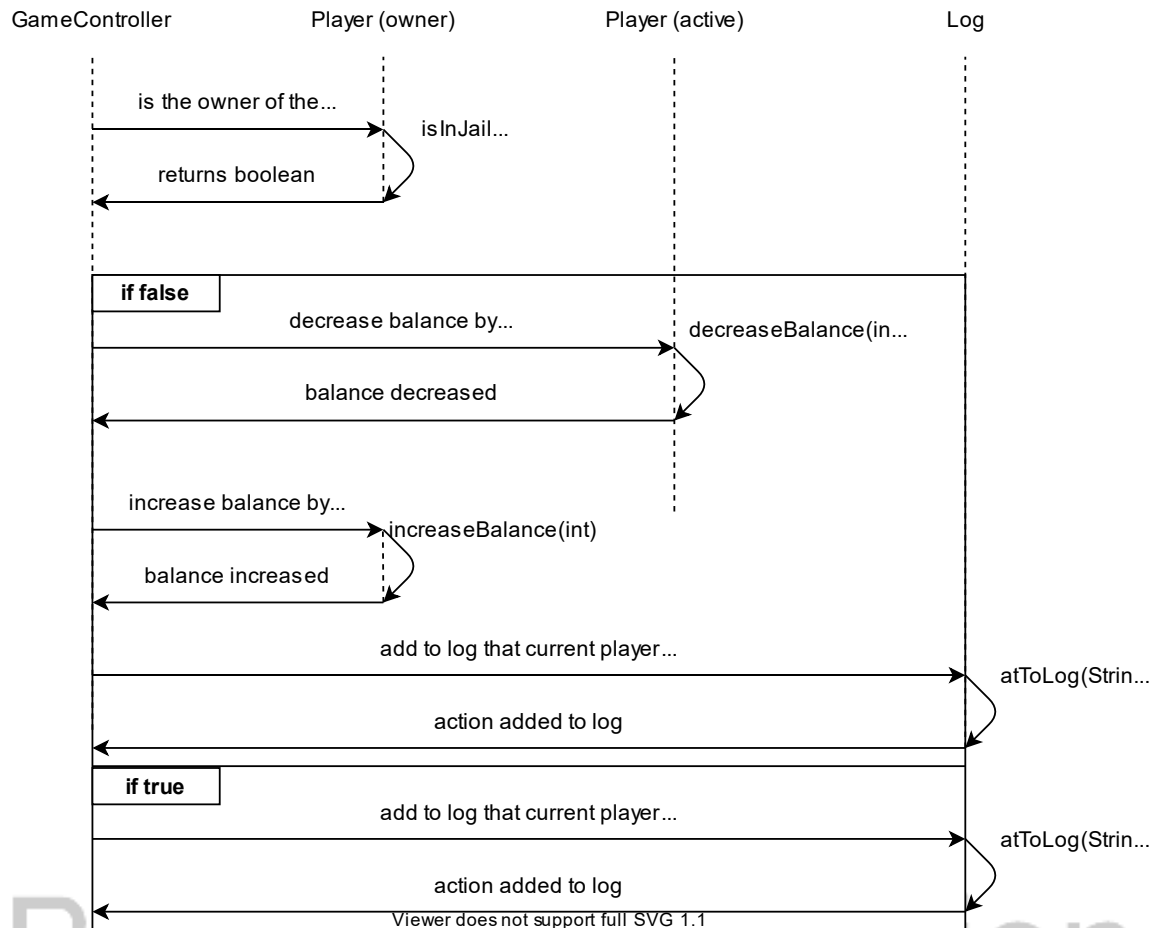 GameController
Player (owner)
Player (active)
Log
is the owner of the...
isInJail...
returns boolean
if false
decrease balance by...
decreaseBalance(in...
balance decreased
increase balance by...
increaseBalance(int)
balance increased
add to log that current player...
atToLog(Strin...
action added to log
if true
add to log that current player...
atToLog(Strin...
action added to log
Viewer does not support full SVG 1.1